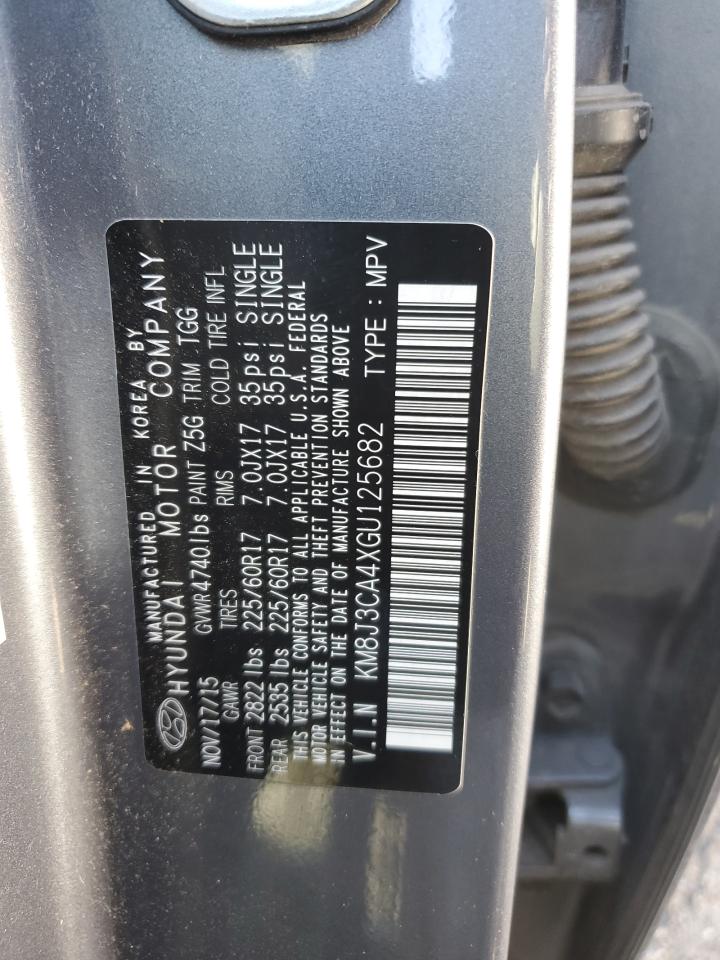 MANUFACTURED IN KOREA BY
HYUNDAI MOTOR COMPANY
NOV/17/15 GVWR4740lbs PAINT Z5G TRIM TGG
GAWR TIRES RIMS COLD TIRE INFL
FRONT 2822 lbs 225/60R17 7.0JX17 35psi SINGLE
REAR 2535 lbs 225/60R17 7.0JX17 35psi SINGLE
THIS VEHICLE CONFORMS TO ALL APPLICABLE U.S.A. FEDERAL
MOTOR VEHICLE SAFETY AND THEFT PREVENTION STANDARDS
IN EFFECT ON THE DATE OF MANUFACTURE SHOWN ABOVE
V.I.N KM8J3CA4XGU125682 TYPE : MPV